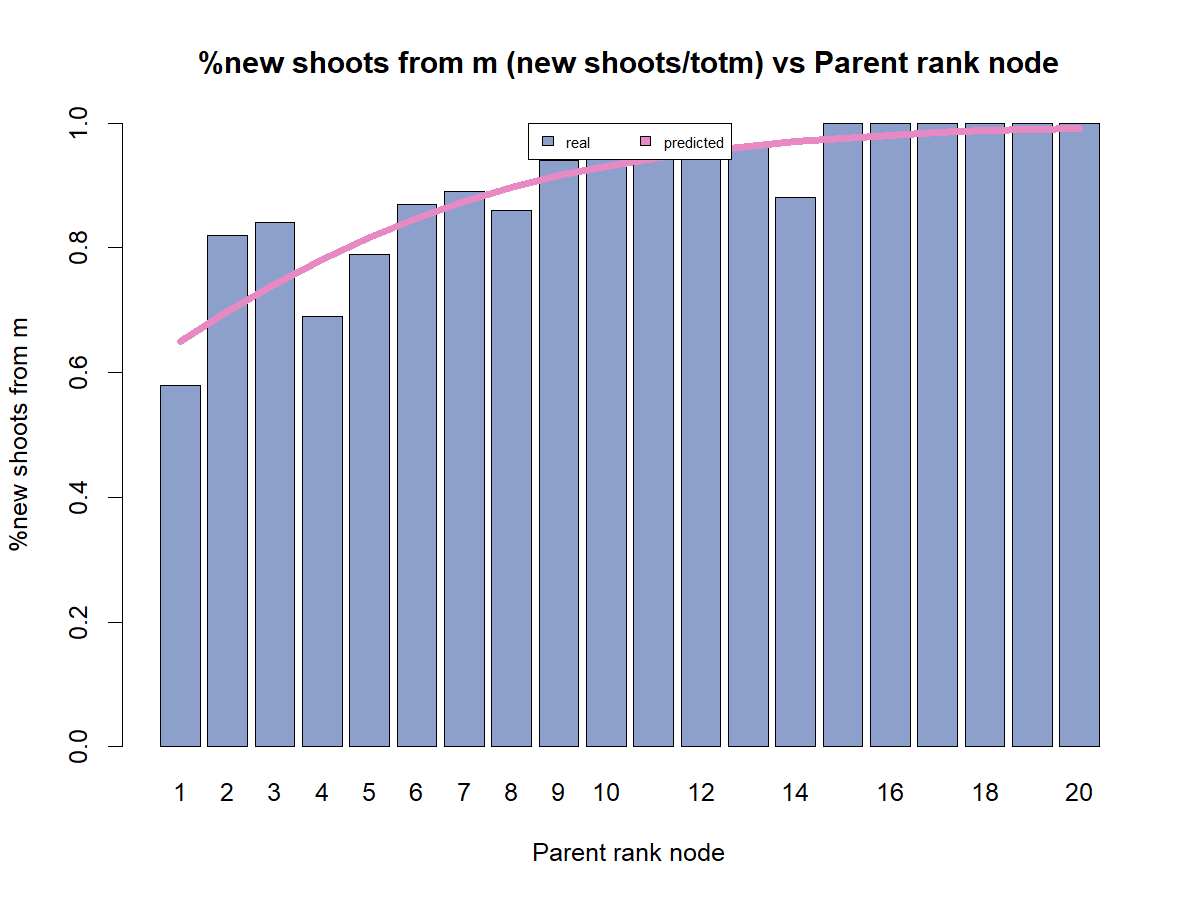 %new shoots from m (new shoots/totm) vs Parent rank node
real
predicted
%new shoots from m
1.0
0.8
0.6
0.4
0.2
0.0
1 2 3 4 5 6 7 8 9 10 12 14 16 18 20
Parent rank node